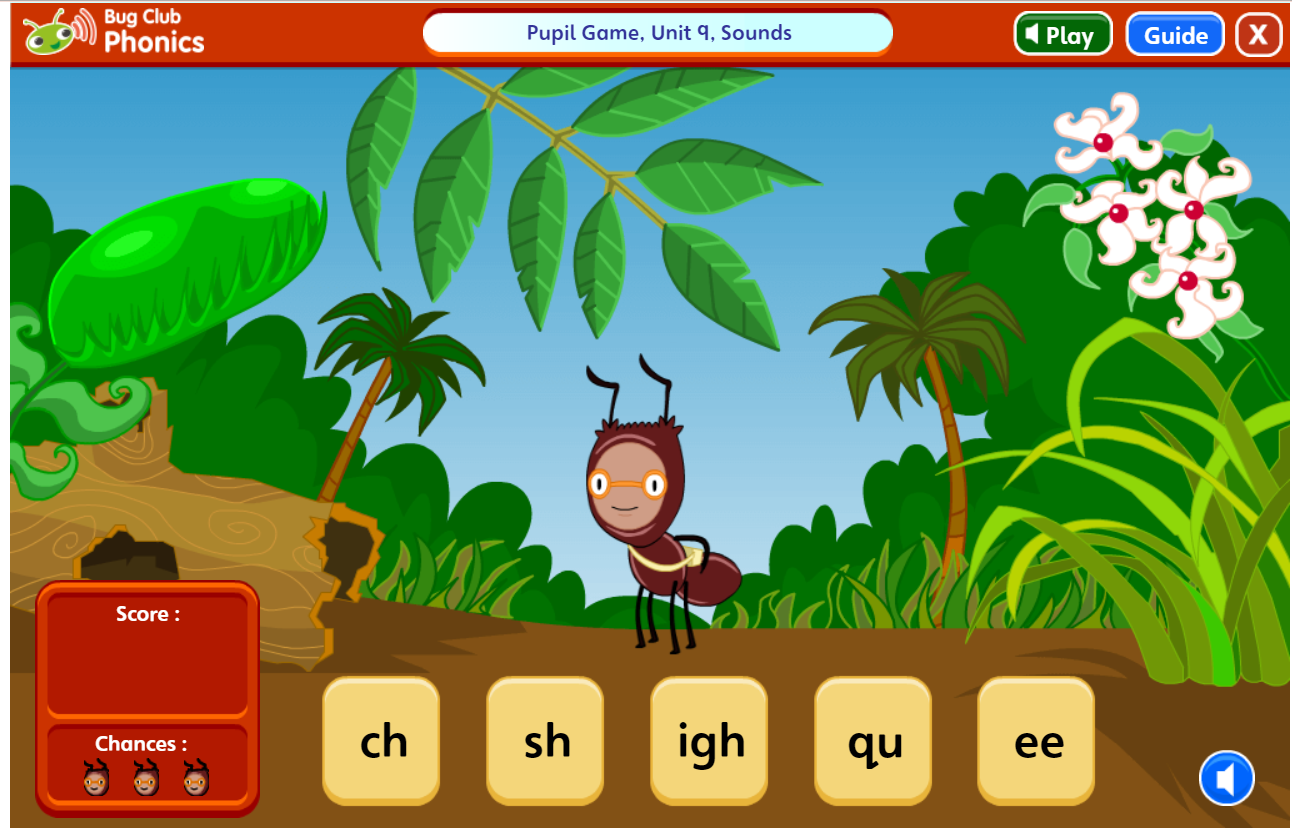 Bug Club
Phonics
Pupil Game, Unit 9, Sounds
Play
Guide
X
Score :
Chances :
ch
sh
igh
qu
ee